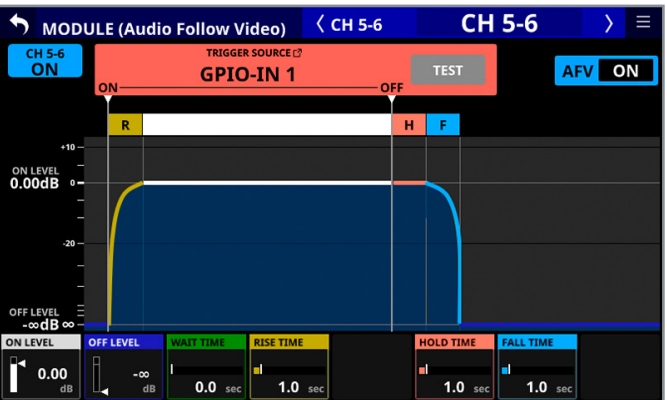 MODULE (Audio Follow Video)
CH 5-6
CH 5-6
CH 5-6
ON
TRIGGER SOURCE
GPIO-IN 1
TEST
ON
OFF
AFV ON
R
H
F
+10
ON LEVEL
0.00dB
0
-20
OFF LEVEL
-∞dB
∞
ON LEVEL
0.00
dB
OFF LEVEL
-∞
dB
WAIT TIME
0.0 sec
RISE TIME
1.0 sec
HOLD TIME
1.0 sec
FALL TIME
1.0 sec